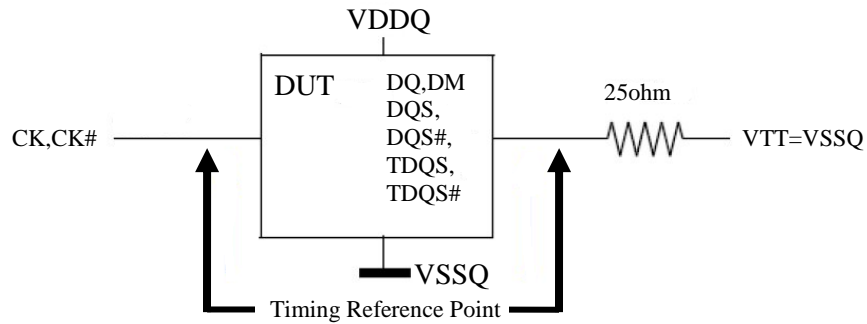 VDDQ
DUT
DQ,DM
DQS,
DQS#,
TDQS,
TDQS#
25ohm
CK,CK#
VTT=VSSQ
VSSQ
Timing Reference Point